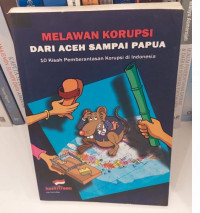 MELAWAN KORUPSI
DARI ACEH SAMPAI PAPUA
10 Kisah Pemberantasan Korupsi di Indonesia